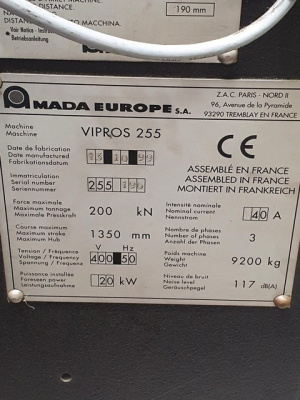 190 mm
Voir Notice - Instruct
Betriebsanleitung
AMADA EUROPE S.A.
Z.A.C. PARIS - NORD II
96, Avenue de la Pyramide
93290 TREMBLAY EN FRANCE
Machine
Maschine
VIPROS 255
CE
Date de fabrication
Date manufactured
Fabrikationsdatum
ASSEMBLÉ EN FRANCE
ASSEMBLED IN FRANCE
MONTIERT IN FRANKREICH
Immatriculation
Serial number
Seriennummer
255
Force maximale
Maximum tonnage
Maximale Presskraft
200 kN
Intensité nominale
Nominal current
Nennstrom
40 A
Course maximum
Maximum stroke
Maximum Hub
1350 mm
Nombre de phases
Number of phases
Anzahl der Phasen
3
Tension / Fréquence
Voltage / Frequency
Spannung / Frequenz
V Hz
400 50
Poids machine
Weight
Gewicht
9200 kg
Puissance installée
Foreseen power
Leistungsaufnahme
20 kW
Niveau de bruit
Noise level
Geräuschpegel
117 dB(A)